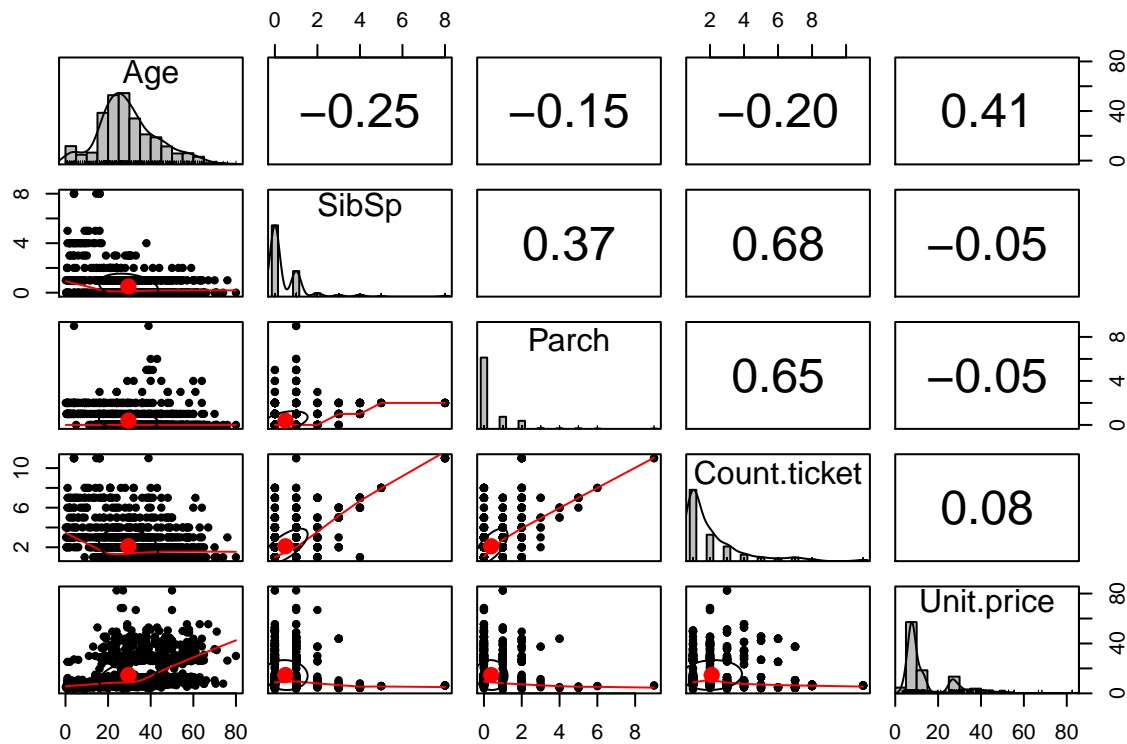 0 2 4 6 8 2 4 6 8
Age −0.25 −0.15 −0.20 0.41 0 40 80
0 4 8 SibSp 0.37 0.68 −0.05
Parch 0.65 −0.05 0 4 8
2 6 10 Count.ticket 0.08
Unit.price 0 40 80
0 20 40 60 80 0 2 4 6 8 0 20 40 60 80